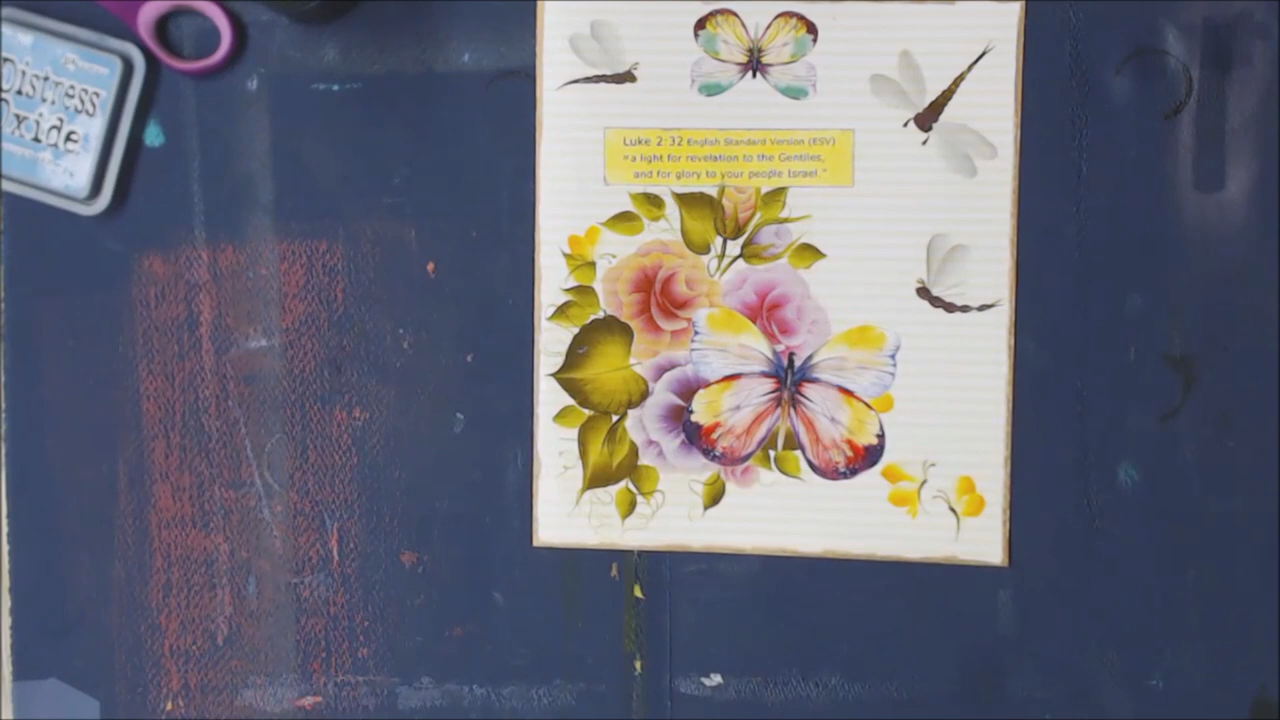 Distress
Oxide
Luke 2:32 English Standard Version (ESV)
"a light for revelation to the Gentiles,
and for glory to your people Israel."